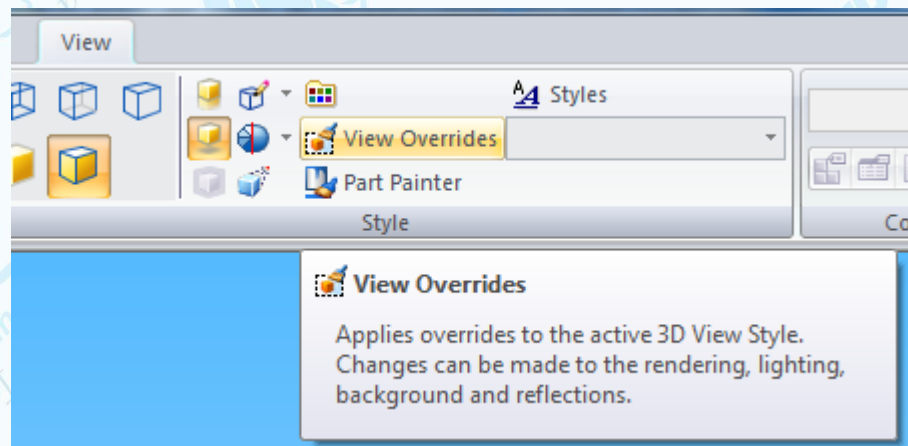 View
Styles
View Overrides
Part Painter
Style
Co
View Overrides
Applies overrides to the active 3D View Style.
Changes can be made to the rendering, lighting,
background and reflections.